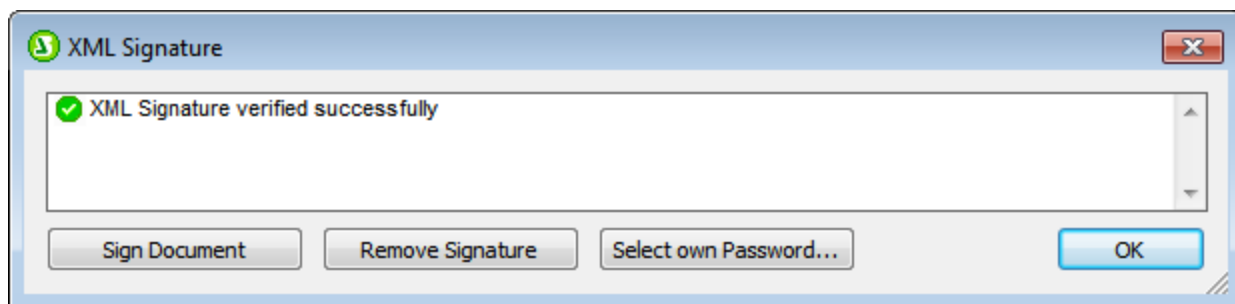 XML Signature
XML Signature verified successfully
Sign Document
Remove Signature
Select own Password...
OK